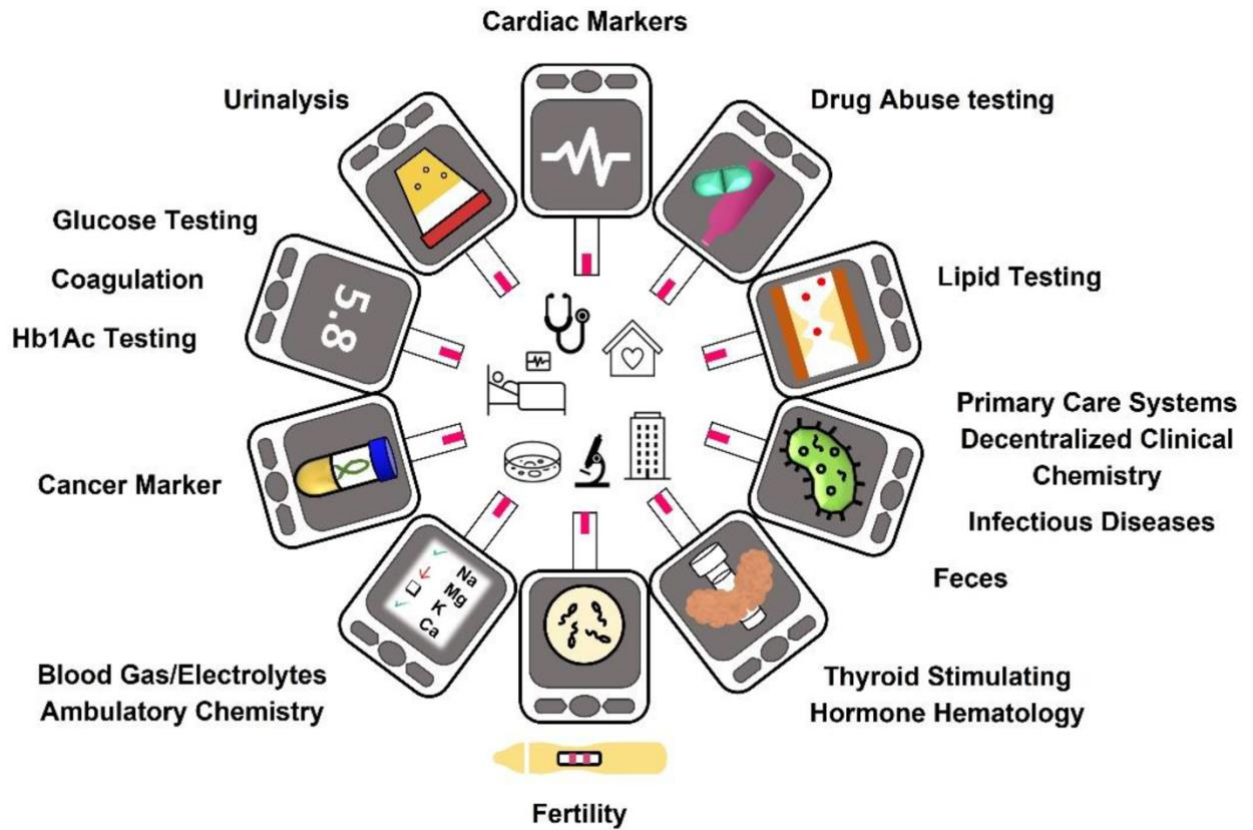 Cardiac Markers
Urinalysis
Drug Abuse testing
Glucose Testing
Coagulation
Hb1Ac Testing
5.8
Lipid Testing
Primary Care Systems
Decentralized Clinical
Chemistry
Infectious Diseases
Cancer Marker
Feces
Na
Mg
K
Ca
Blood Gas/Electrolytes
Ambulatory Chemistry
Thyroid Stimulating
Hormone Hematology
Fertility